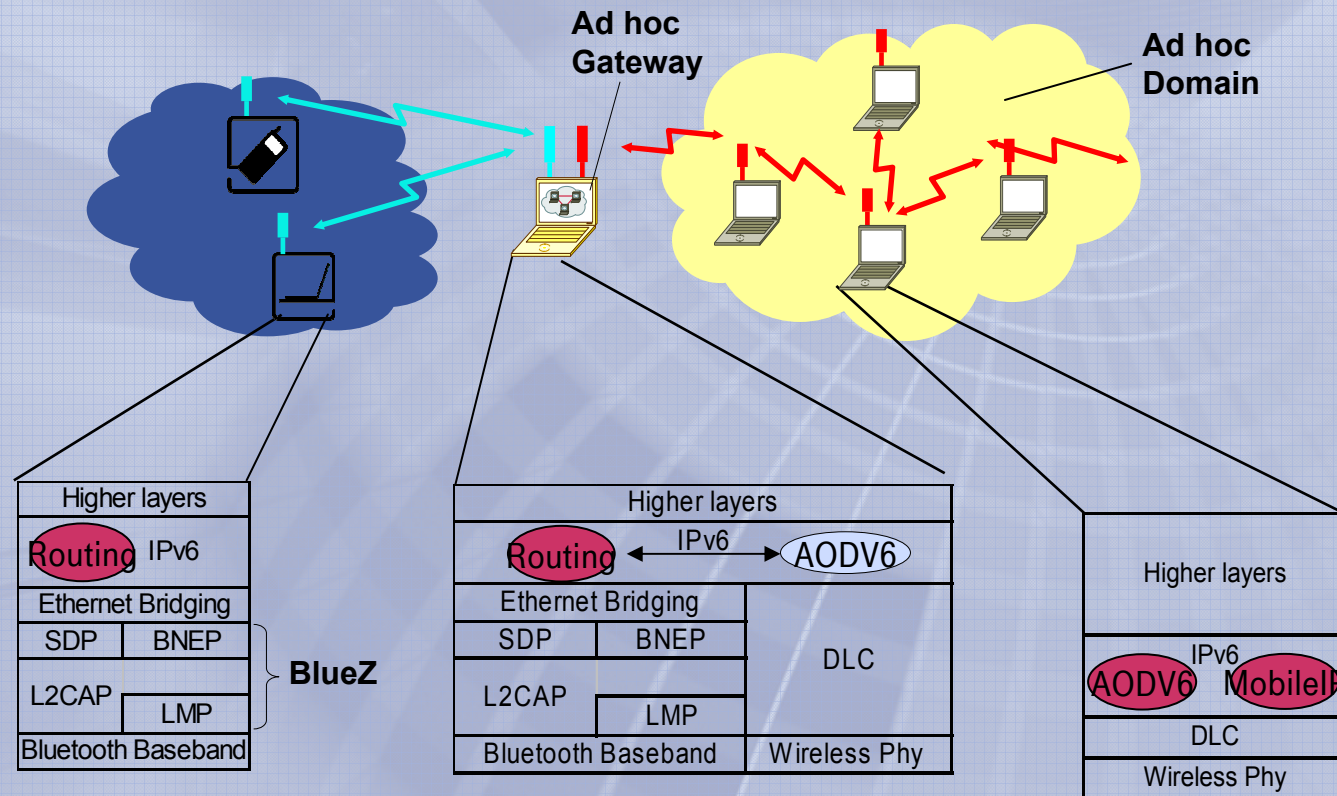 Ad hoc
Gateway
Ad hoc
Domain
Higher layers
Routing IPv6
Ethernet Bridging
SDP BNEP
L2CAP
LMP
Bluetooth Baseband
BlueZ
Higher layers
Routing IPv6 AODV6
Ethernet Bridging
SDP BNEP
DLC
L2CAP
LMP
Bluetooth Baseband Wireless Phy
Higher layers
IPv6
AODV6 MobileIP
DLC
Wireless Phy